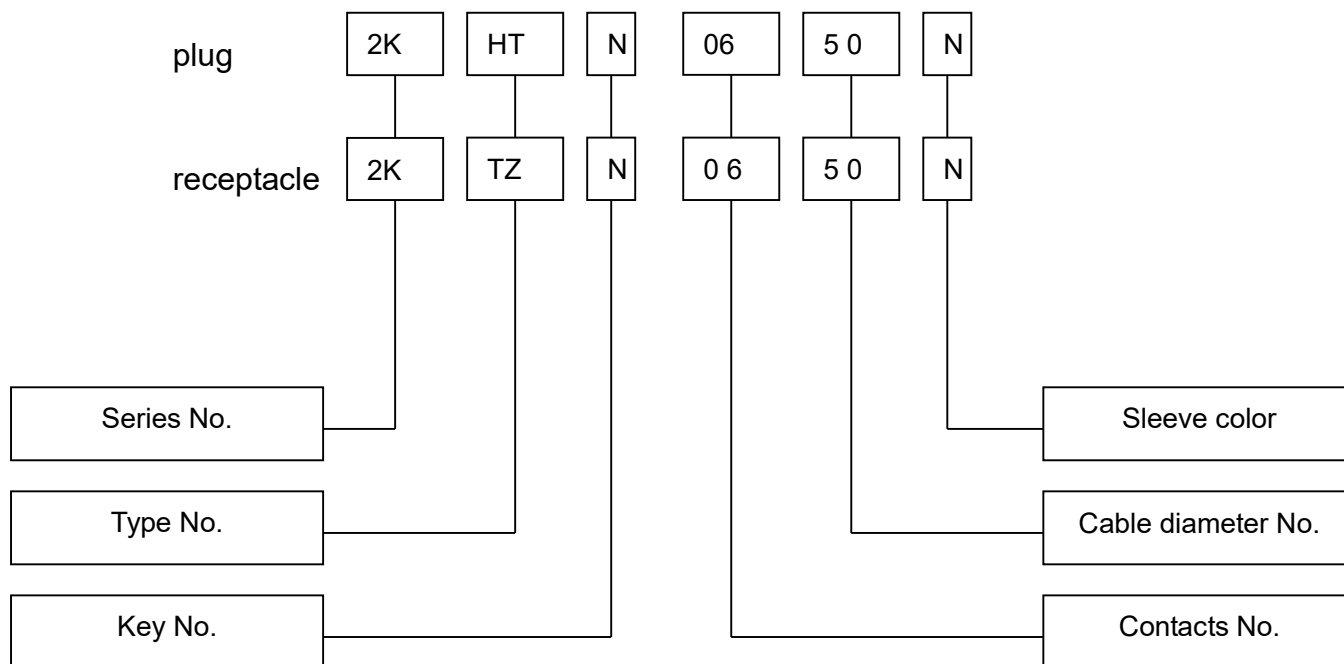 plug 2K HT N 06 5 0 N
receptacle 2K TZ N 0 6 5 0 N
Series No. Sleeve color
Type No. Cable diameter No.
Key No. Contacts No.